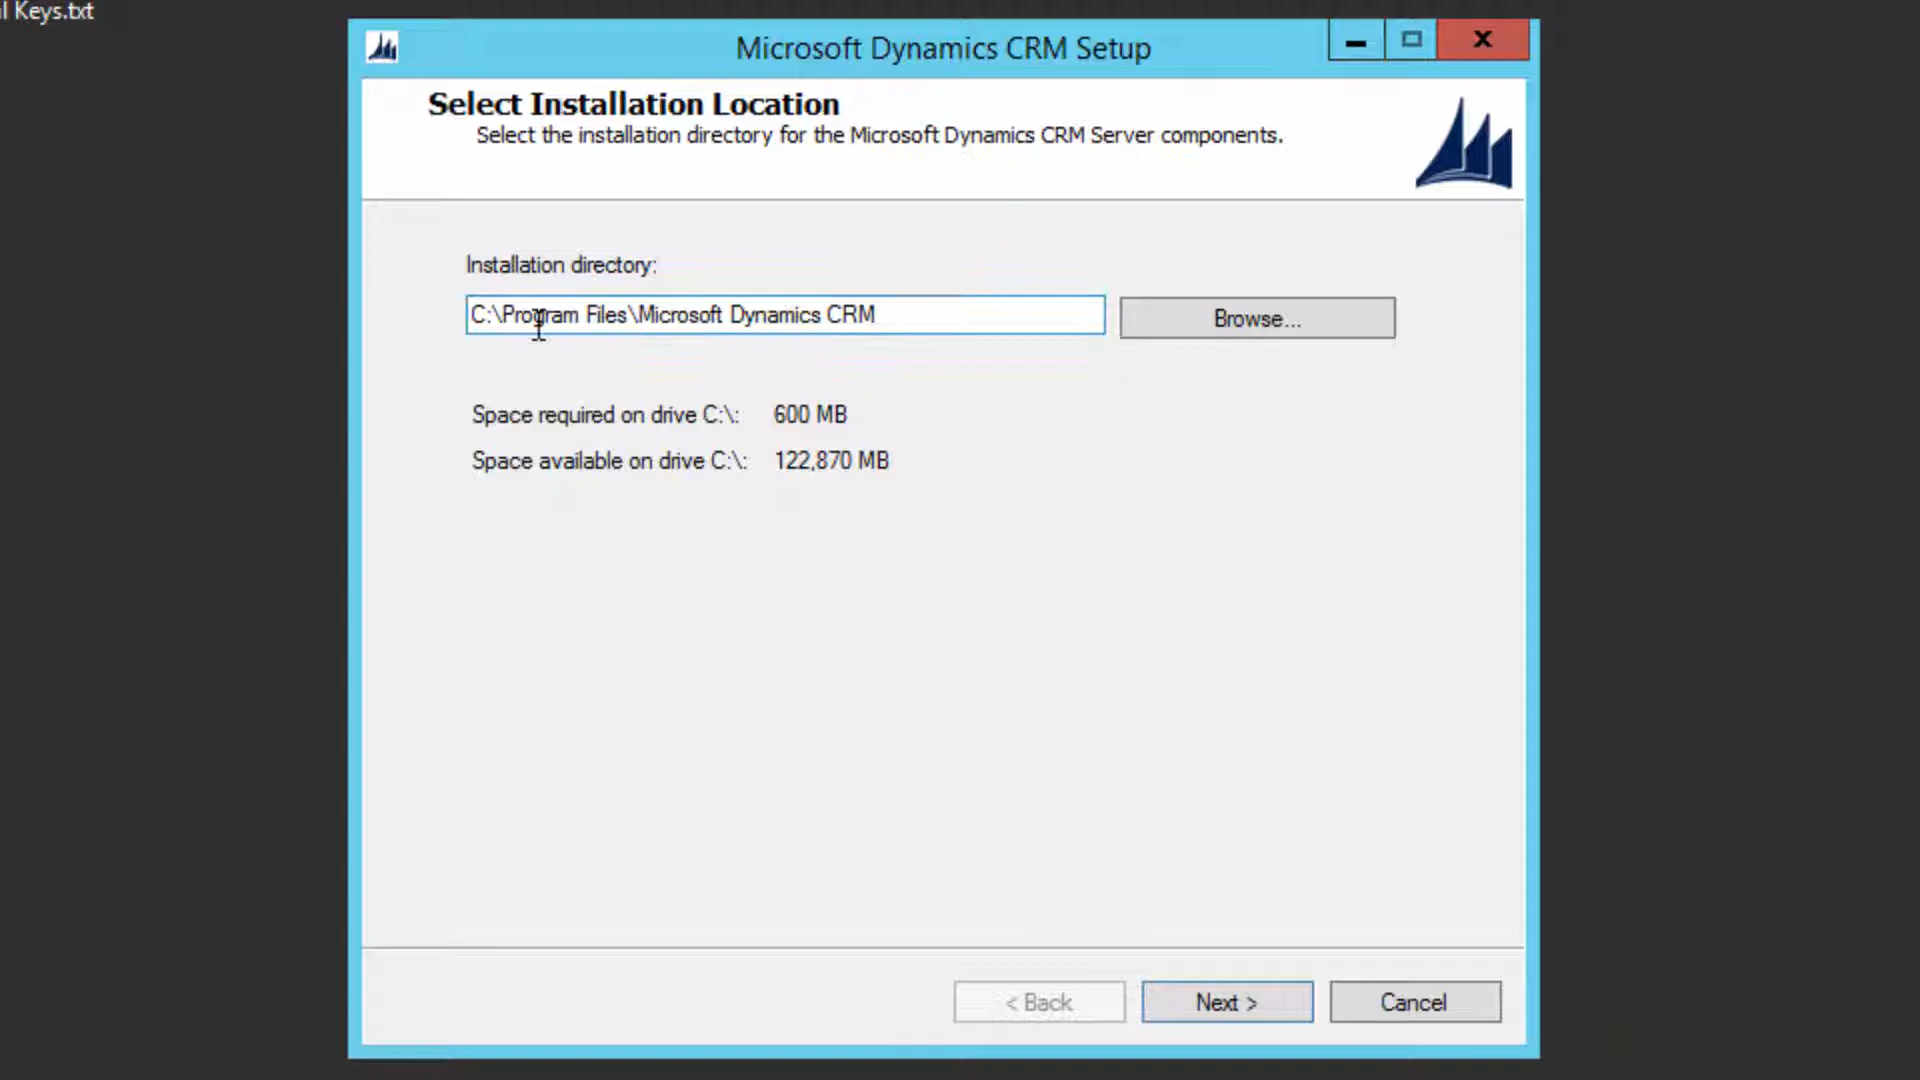 Keys.txt
Microsoft Dynamics CRM Setup
Select Installation Location
Select the installation directory for the Microsoft Dynamics CRM Server components.
Installation directory:
C:\Program Files\Microsoft Dynamics CRM
Browse...
Space required on drive C:\: 600 MB
Space available on drive C:\: 122,870 MB
< Back
Next >
Cancel